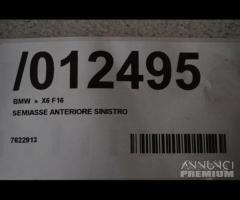 /012495
BMW » X6 F16
SEMIASSE ANTERIORE SINISTRO
7622913
ANNUNCI
PREMIUM